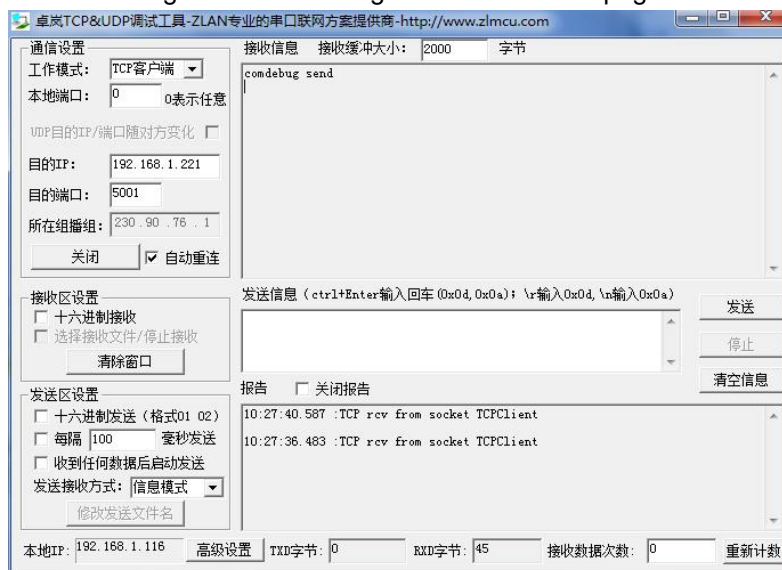 卓岚TCP&UDP调试工具-ZLAN专业的串口联网方案提供商-http://www.zlmcu.com
通信设置
工作模式： TCP客户端
本地端口： 0 0表示任意
UDP目的IP/端口随对方变化
目的IP： 192.168.1.221
目的端口： 5001
所在组播组： 230 .90 .76 . 1
关闭 自动重连
接收信息 接收缓冲大小： 2000 字节
comdebug send
接收区设置
十六进制接收
选择接收文件/停止接收
清除窗口
发送信息（ctrl+Enter输入回车(0x0d,0x0a)；\r输入0x0d,\n输入0x0a）
发送
停止
清空信息
发送区设置
十六进制发送（格式01 02）
每隔 100 毫秒发送
收到任何数据后启动发送
发送接收方式： 信息模式
修改发送文件名
报告 关闭报告
10:27:40.587 :TCP rcv from socket TCPClient
10:27:36.483 :TCP rcv from socket TCPClient
本地IP: 192.168.1.116 高级设置 TXD字节: 0 RXD字节: 45 接收数据次数: 0 重新计数